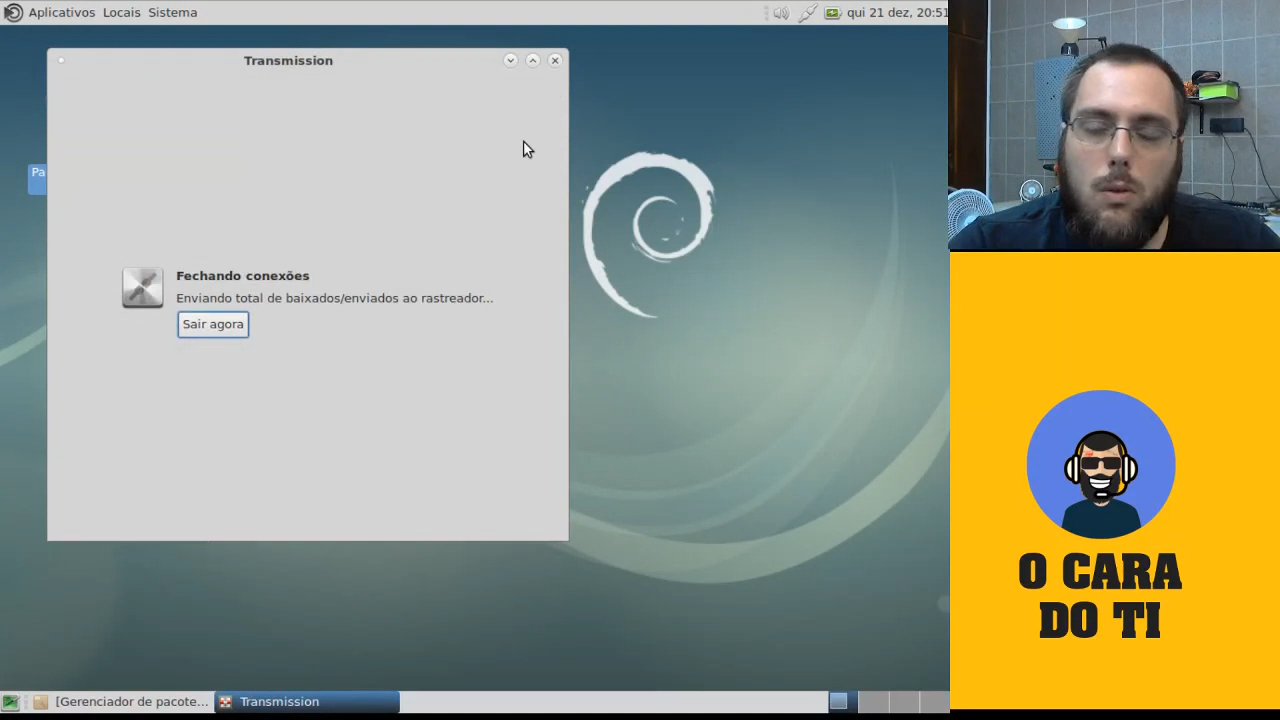 Aplicativos Locais Sistema
qui 21 dez, 20:51
Transmission
Pa
Fechando conexões
Enviando total de baixados/enviados ao rastreador...
Sair agora
O CARA
DO TI
[Gerenciador de pacote...
Transmission